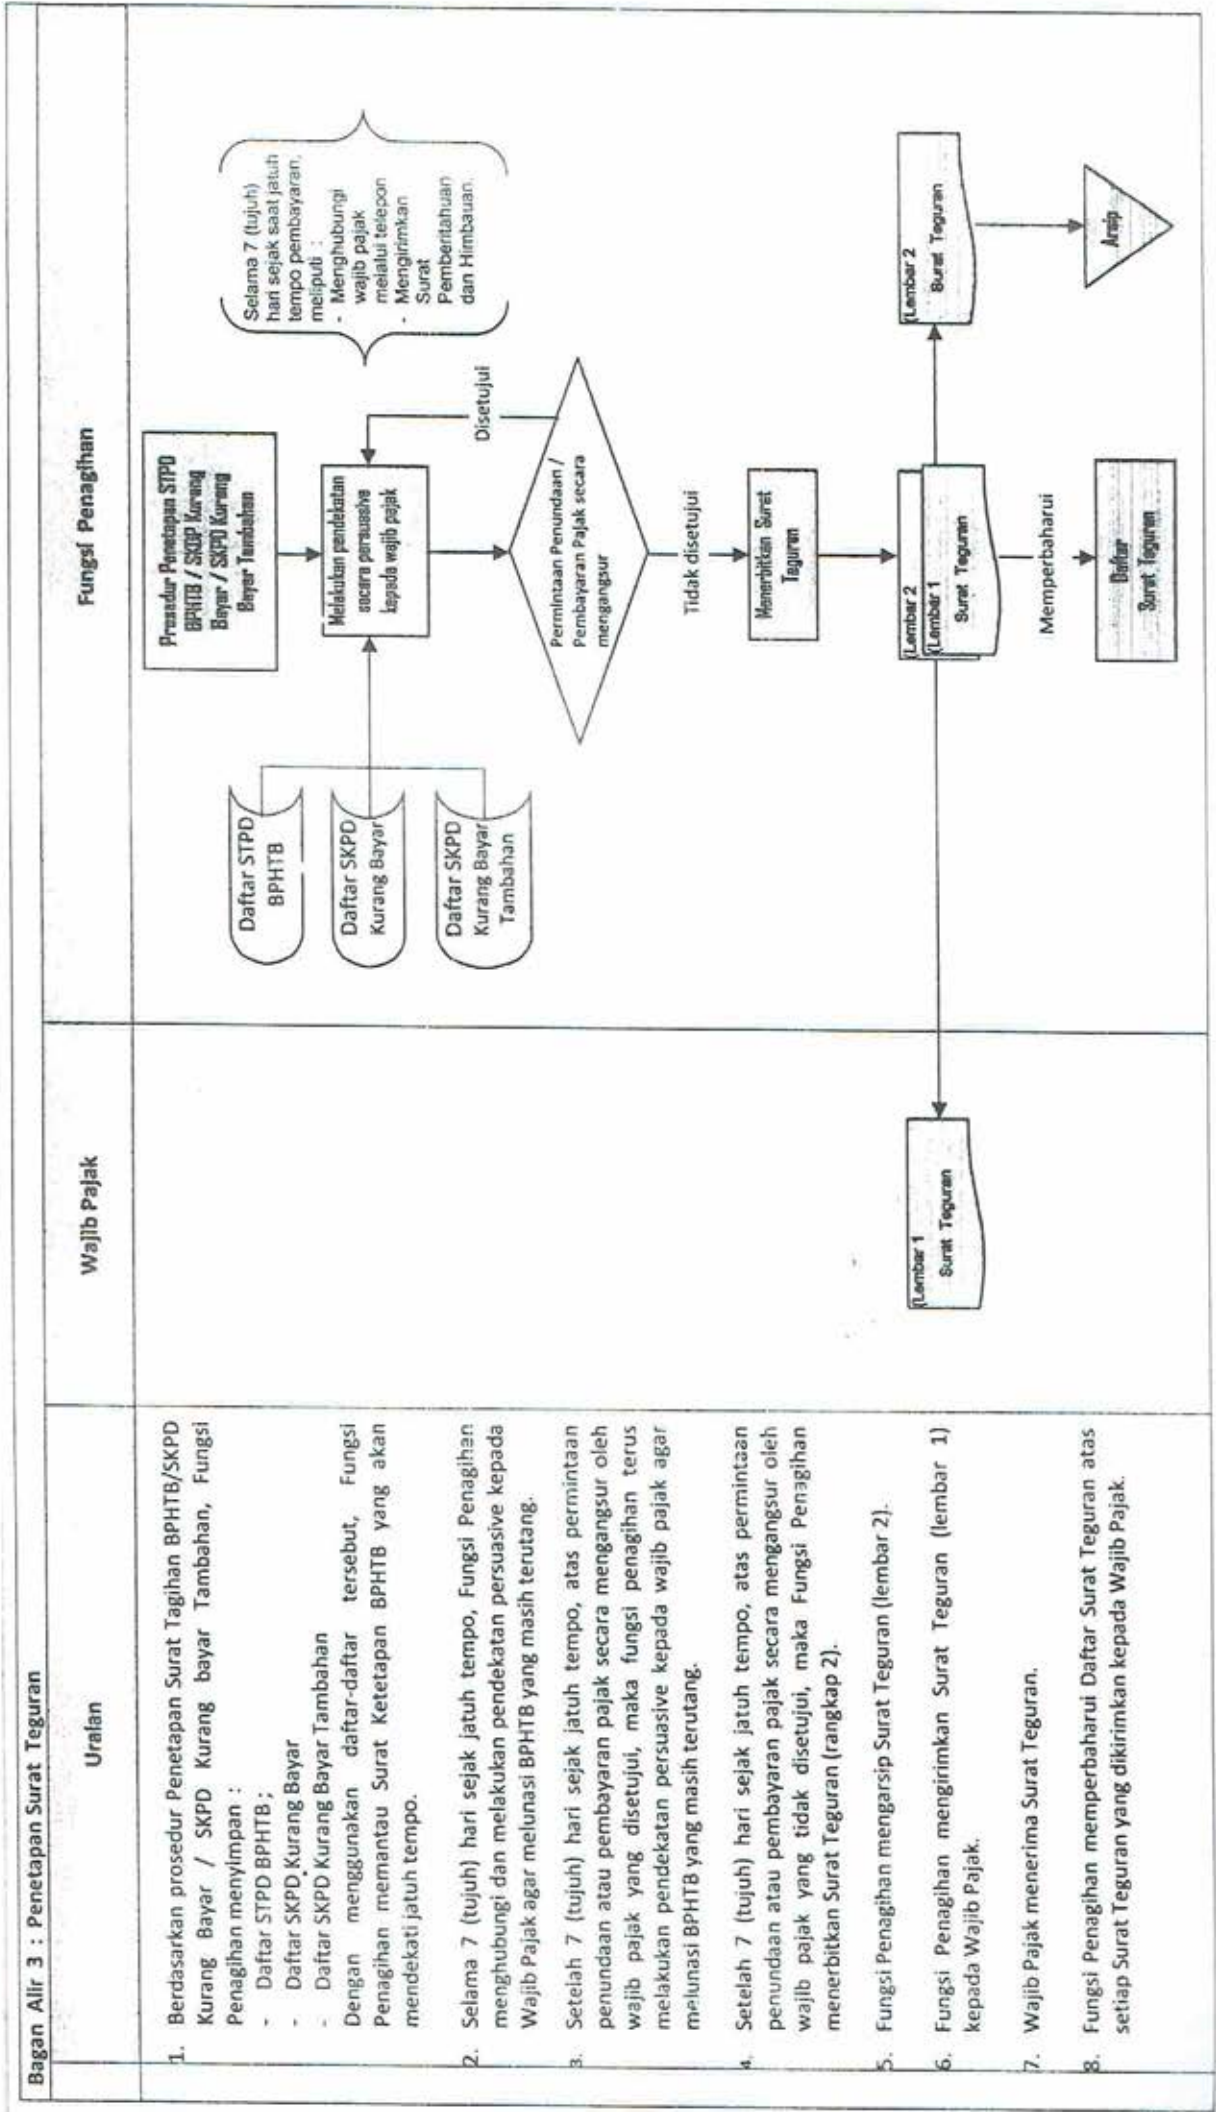 Bagan Alir 3 : Penetapan Surat Teguran
Uraian
Wajib Pajak
Fungsi Penagihan
1. Berdasarkan prosedur Penetapan Surat Tagihan BPHTB/SKPD
Kurang Bayar / SKPD Kurang bayar Tambahan, Fungsi
Penagihan menyimpan :
- Daftar STPD BPHTB;
- Daftar SKPD Kurang Bayar
- Daftar SKPD Kurang Bayar Tambahan
Dengan menggunakan daftar-daftar tersebut, Fungsi
Penagihan memantau Surat Ketetapan BPHTB yang akan
mendekati jatuh tempo.
2. Selama 7 (tujuh) hari sejak jatuh tempo, Fungsi Penagihan
menghubungi dan melakukan pendekatan persuasive kepada
Wajib Pajak agar melunasi BPHTB yang masih terutang.
3. Setelah 7 (tujuh) hari sejak jatuh tempo, atas permintaan
penundaan atau pembayaran pajak secara mengangsur oleh
wajib pajak yang disetujui, maka fungsi penagihan terus
melakukan pendekatan persuasive kepada wajib pajak agar
melunasi BPHTB yang masih terutang.
4. Setelah 7 (tujuh) hari sejak jatuh tempo, atas permintaan
penundaan atau pembayaran pajak secara mengangsur oleh
wajib pajak yang tidak disetujui, maka Fungsi Penagihan
menerbitkan Surat Teguran (rangkap 2).
5. Fungsi Penagihan mengarsip Surat Teguran (lembar 2).
6. Fungsi Penagihan mengirimkan Surat Teguran (lembar 1)
kepada Wajib Pajak.
7. Wajib Pajak menerima Surat Teguran.
8. Fungsi Penagihan memperbaharui Daftar Surat Teguran atas
setiap Surat Teguran yang dikirimkan kepada Wajib Pajak.
(Lembar 1
Surat Teguran
Daftar STPD
BPHTB
Daftar SKPD
Kurang Bayar
Daftar SKPD
Kurang Bayar
Tambahan
Prosedur Penetapan STPD
BPHTB / SKDP Kurang
Bayar / SKPD Kurang
Bayar Tambahan
Melakukan pendekatan
secara persuasive
kepada wajib pajak
Selama 7 (tujuh)
hari sejak saat jatuh
tempo pembayaran,
meliputi :
- Menghubungi
wajib pajak
melalui telepon
- Mengirimkan
Surat
Pemberitahuan
dan Himbauan.
Disetujui
Permintaan Penundaan /
Pembayaran Pajak secara
mengangsur
Tidak disetujui
Menerbitkan Surat
Teguran
(Lembar 2
(Lembar 1
Surat Teguran
(Lembar 2
Surat Teguran
Memperbaharui
Daftar
Surat Teguran
Arsip